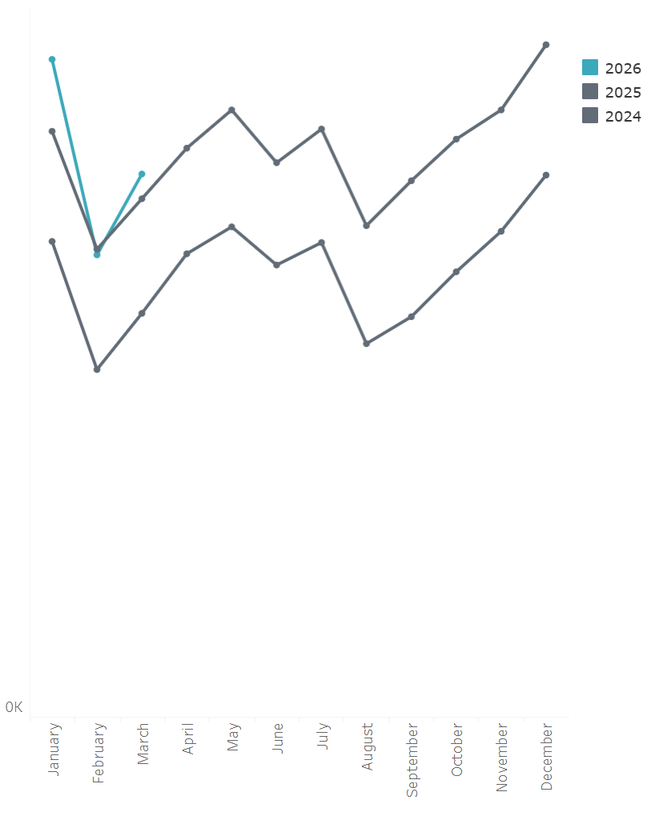 2026
2025
2024
0K
January
February
March
April
May
June
July
August
September
October
November
December